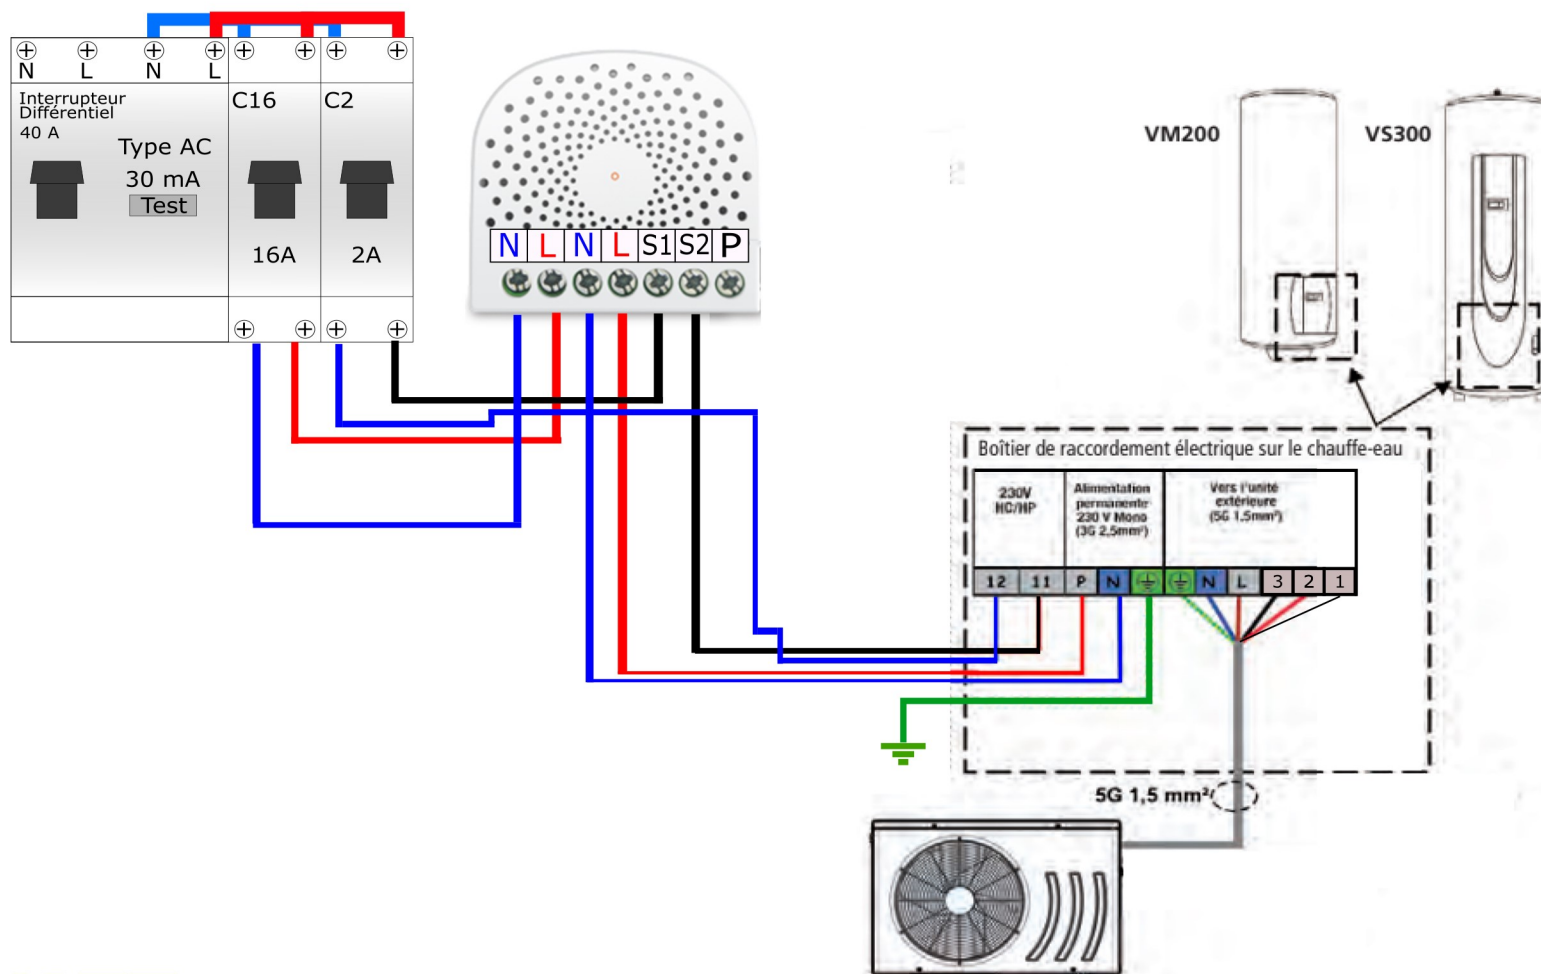 N L N L
Interrupteur
Différentiel
40 A
Type AC
30 mA
Test
C16
16A
C2
2A
N L N L S1 S2 P
VM200
VS300
Boîtier de raccordement électrique sur le chauffe-eau
230V
HC/HP
Alimentation
permanente
230 V Mono
(3G 2,5mm²)
Vers l'unité
extérieure
(5G 1,5mm²)
12 11 P N N L 3 2 1
5G 1,5 mm²